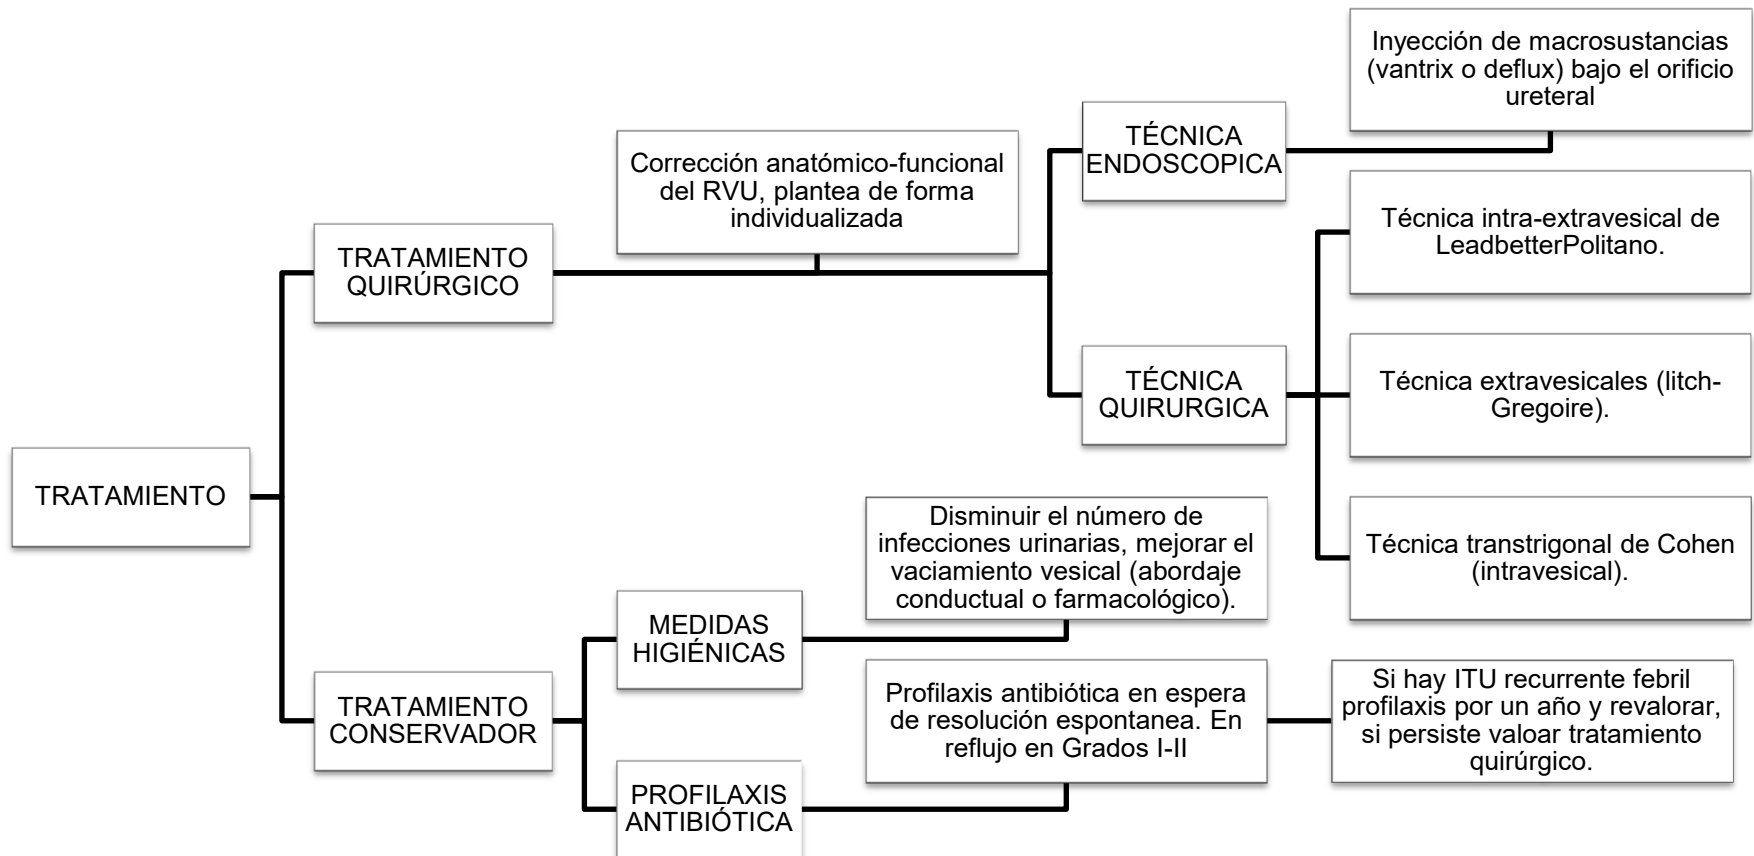 TRATAMIENTO
TRATAMIENTO
QUIRÚRGICO
Corrección anatómico-funcional
del RVU, plantea de forma
individualizada
TÉCNICA
ENDOSCOPICA
Inyección de macrosustancias
(vantrix o deflux) bajo el orificio
ureteral
TÉCNICA
QUIRURGICA
Técnica intra-extravesical de
LeadbetterPolitano.
Técnica extravesicales (litch-
Gregoire).
Técnica transtrigonal de Cohen
(intravesical).
TRATAMIENTO
CONSERVADOR
MEDIDAS
HIGIÉNICAS
Disminuir el número de
infecciones urinarias, mejorar el
vaciamiento vesical (abordaje
conductual o farmacológico).
PROFILAXIS
ANTIBIÓTICA
Profilaxis antibiótica en espera
de resolución espontanea. En
reflujo en Grados I-II
Si hay ITU recurrente febril
profilaxis por un año y revalorar,
si persiste valoar tratamiento
quirúrgico.